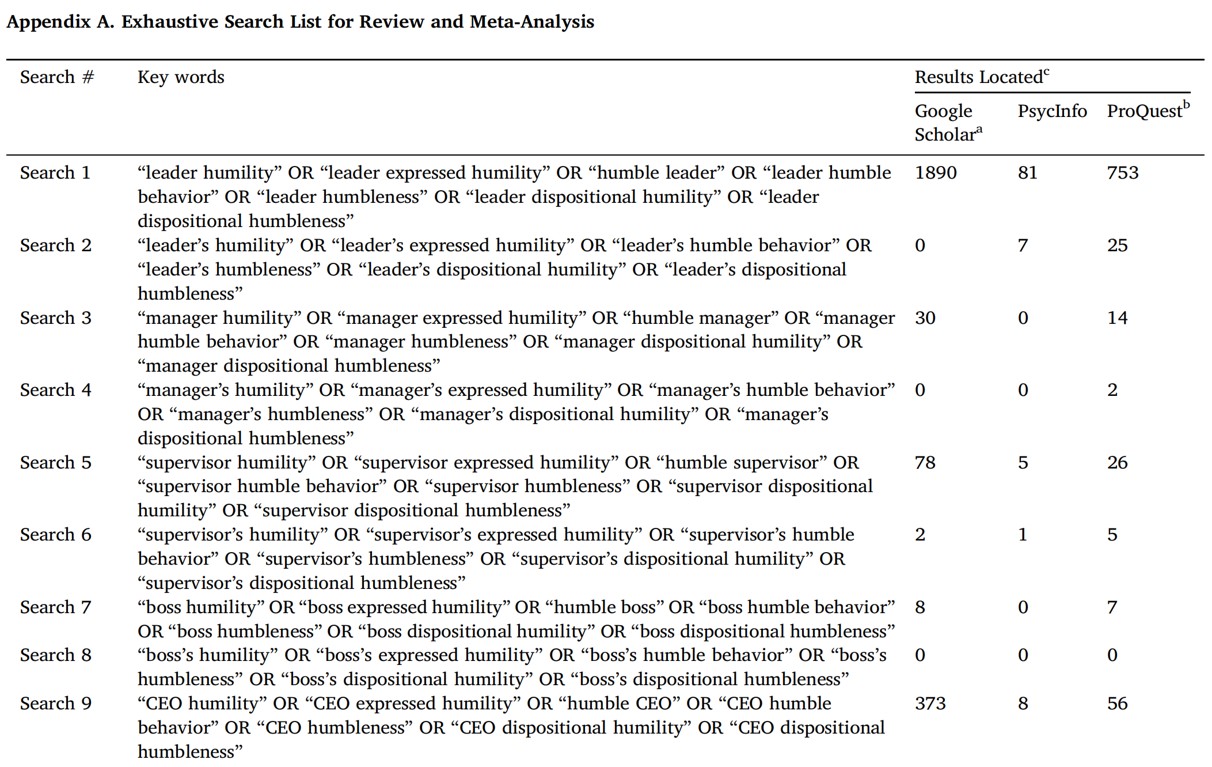 Appendix A. Exhaustive Search List for Review and Meta-Analysis
Search # Key words Results Located^c
Google Scholar^a PsycInfo ProQuest^b
Search 1 “leader humility” OR “leader expressed humility” OR “humble leader” OR “leader humble 1890 81 753
behavior” OR “leader humbleness” OR “leader dispositional humility” OR “leader
dispositional humbleness”
Search 2 “leader’s humility” OR “leader’s expressed humility” OR “leader’s humble behavior” OR 0 7 25
“leader’s humbleness” OR “leader’s dispositional humility” OR “leader’s dispositional
humbleness”
Search 3 “manager humility” OR “manager expressed humility” OR “humble manager” OR “manager 30 0 14
humble behavior” OR “manager humbleness” OR “manager dispositional humility” OR
“manager dispositional humbleness”
Search 4 “manager’s humility” OR “manager’s expressed humility” OR “manager’s humble behavior” 0 0 2
OR “manager’s humbleness” OR “manager’s dispositional humility” OR “manager’s
dispositional humbleness”
Search 5 “supervisor humility” OR “supervisor expressed humility” OR “humble supervisor” OR 78 5 26
“supervisor humble behavior” OR “supervisor humbleness” OR “supervisor dispositional
humility” OR “supervisor dispositional humbleness”
Search 6 “supervisor’s humility” OR “supervisor’s expressed humility” OR “supervisor’s humble 2 1 5
behavior” OR “supervisor’s humbleness” OR “supervisor’s dispositional humility” OR
“supervisor’s dispositional humbleness”
Search 7 “boss humility” OR “boss expressed humility” OR “humble boss” OR “boss humble behavior” 8 0 7
OR “boss humbleness” OR “boss dispositional humility” OR “boss dispositional humbleness”
Search 8 “boss’s humility” OR “boss’s expressed humility” OR “boss’s humble behavior” OR “boss’s 0 0 0
humbleness” OR “boss’s dispositional humility” OR “boss’s dispositional humbleness”
Search 9 “CEO humility” OR “CEO expressed humility” OR “humble CEO” OR “CEO humble 373 8 56
behavior” OR “CEO humbleness” OR “CEO dispositional humility” OR “CEO dispositional
humbleness”